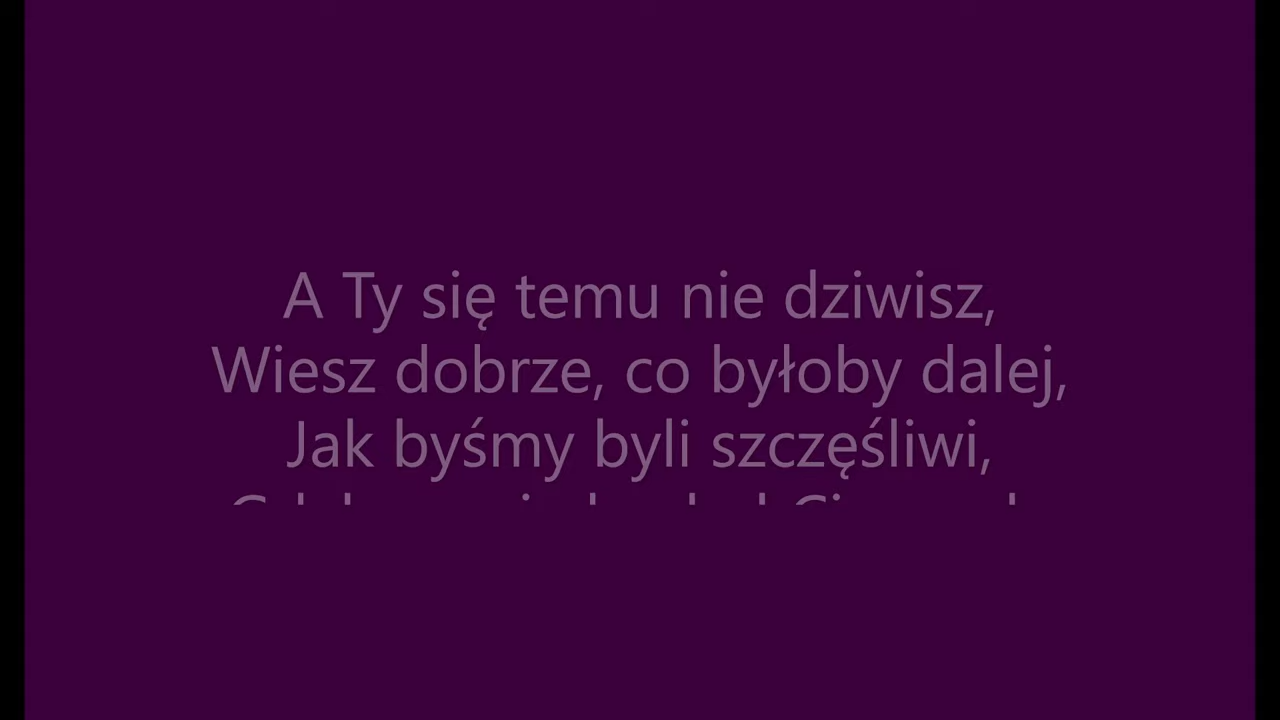 A Ty się temu nie dziwisz,
Wiesz dobrze, co byłoby dalej,
Jak byśmy byli szczęśliwi,